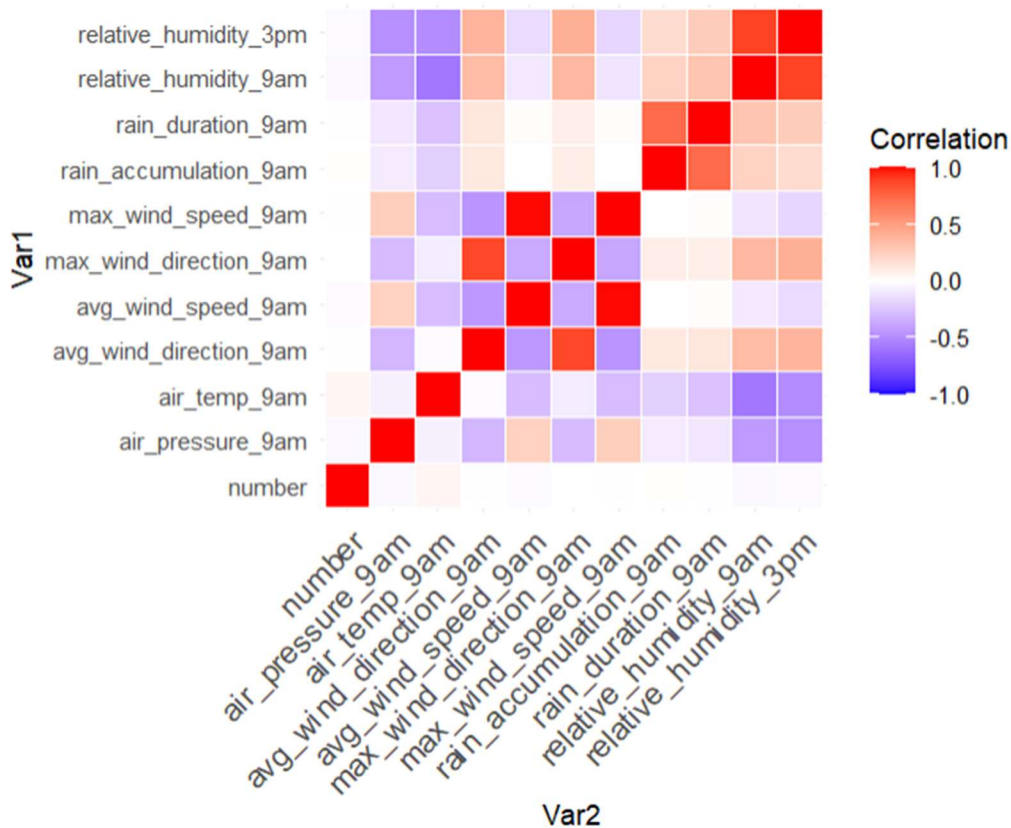 relative_humidity_3pm
relative_humidity_9am
rain_duration_9am
rain_accumulation_9am
max_wind_speed_9am
max_wind_direction_9am
avg_wind_speed_9am
avg_wind_direction_9am
air_temp_9am
air_pressure_9am
number
Var1
number
air_pressure_9am
air_temp_9am
avg_wind_direction_9am
avg_wind_speed_9am
max_wind_direction_9am
max_wind_speed_9am
rain_accumulation_9am
rain_duration_9am
relative_humidity_9am
relative_humidity_3pm
Var2
Correlation
1.0
0.5
0.0
-0.5
-1.0